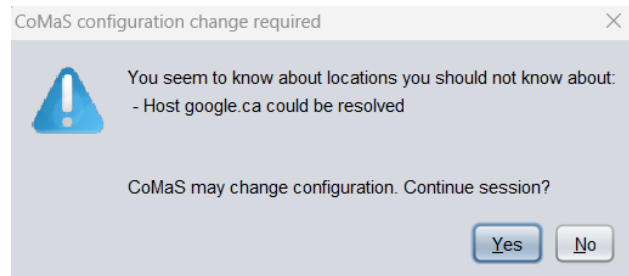 CoMaS configuration change required
You seem to know about locations you should not know about:
- Host google.ca could be resolved
CoMaS may change configuration. Continue session?
Yes No